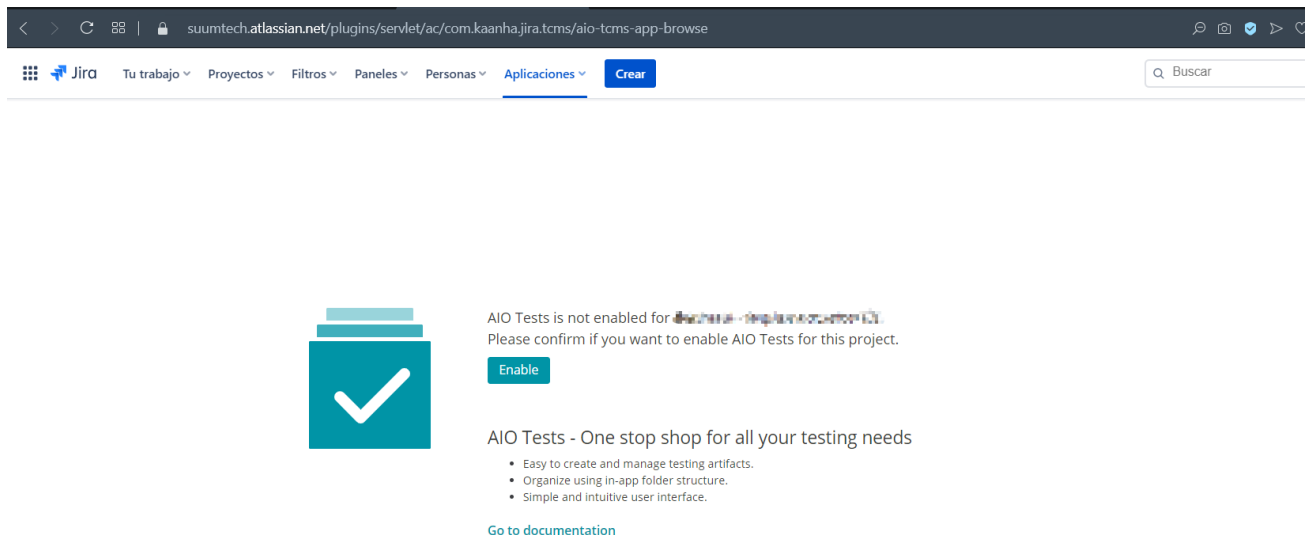 suumtech.atlassian.net/plugins/servlet/ac/com.kaanha.jira.tcms/aio-tcms-app-browse
Jira Tu trabajo Proyectos Filtros Paneles Personas Aplicaciones Crear Buscar
AIO Tests is not enabled for
Please confirm if you want to enable AIO Tests for this project.
Enable
AIO Tests - One stop shop for all your testing needs
Easy to create and manage testing artifacts.
Organize using in-app folder structure.
Simple and intuitive user interface.
Go to documentation